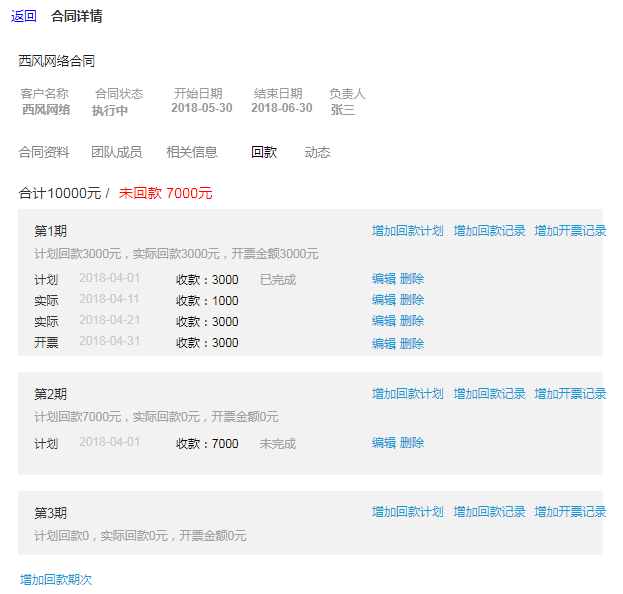 返回 合同详情
西风网络合同
客户名称 合同状态 开始日期 结束日期 负责人
西风网络 执行中 2018-05-30 2018-06-30 张三
合同资料 团队成员 相关信息 回款 动态
合计10000元 / 未回款 7000元
第1期 增加回款计划 增加回款记录 增加开票记录
计划回款3000元，实际回款3000元，开票金额3000元
计划 2018-04-01 收款：3000 已完成 编辑 删除
实际 2018-04-11 收款：1000 编辑 删除
实际 2018-04-21 收款：3000 编辑 删除
开票 2018-04-31 收款：3000 编辑 删除
第2期 增加回款计划 增加回款记录 增加开票记录
计划回款7000元，实际回款0元，开票金额0元
计划 2018-04-01 收款：7000 未完成 编辑 删除
第3期 增加回款计划 增加回款记录 增加开票记录
计划回款0，实际回款0元，开票金额0元
增加回款期次